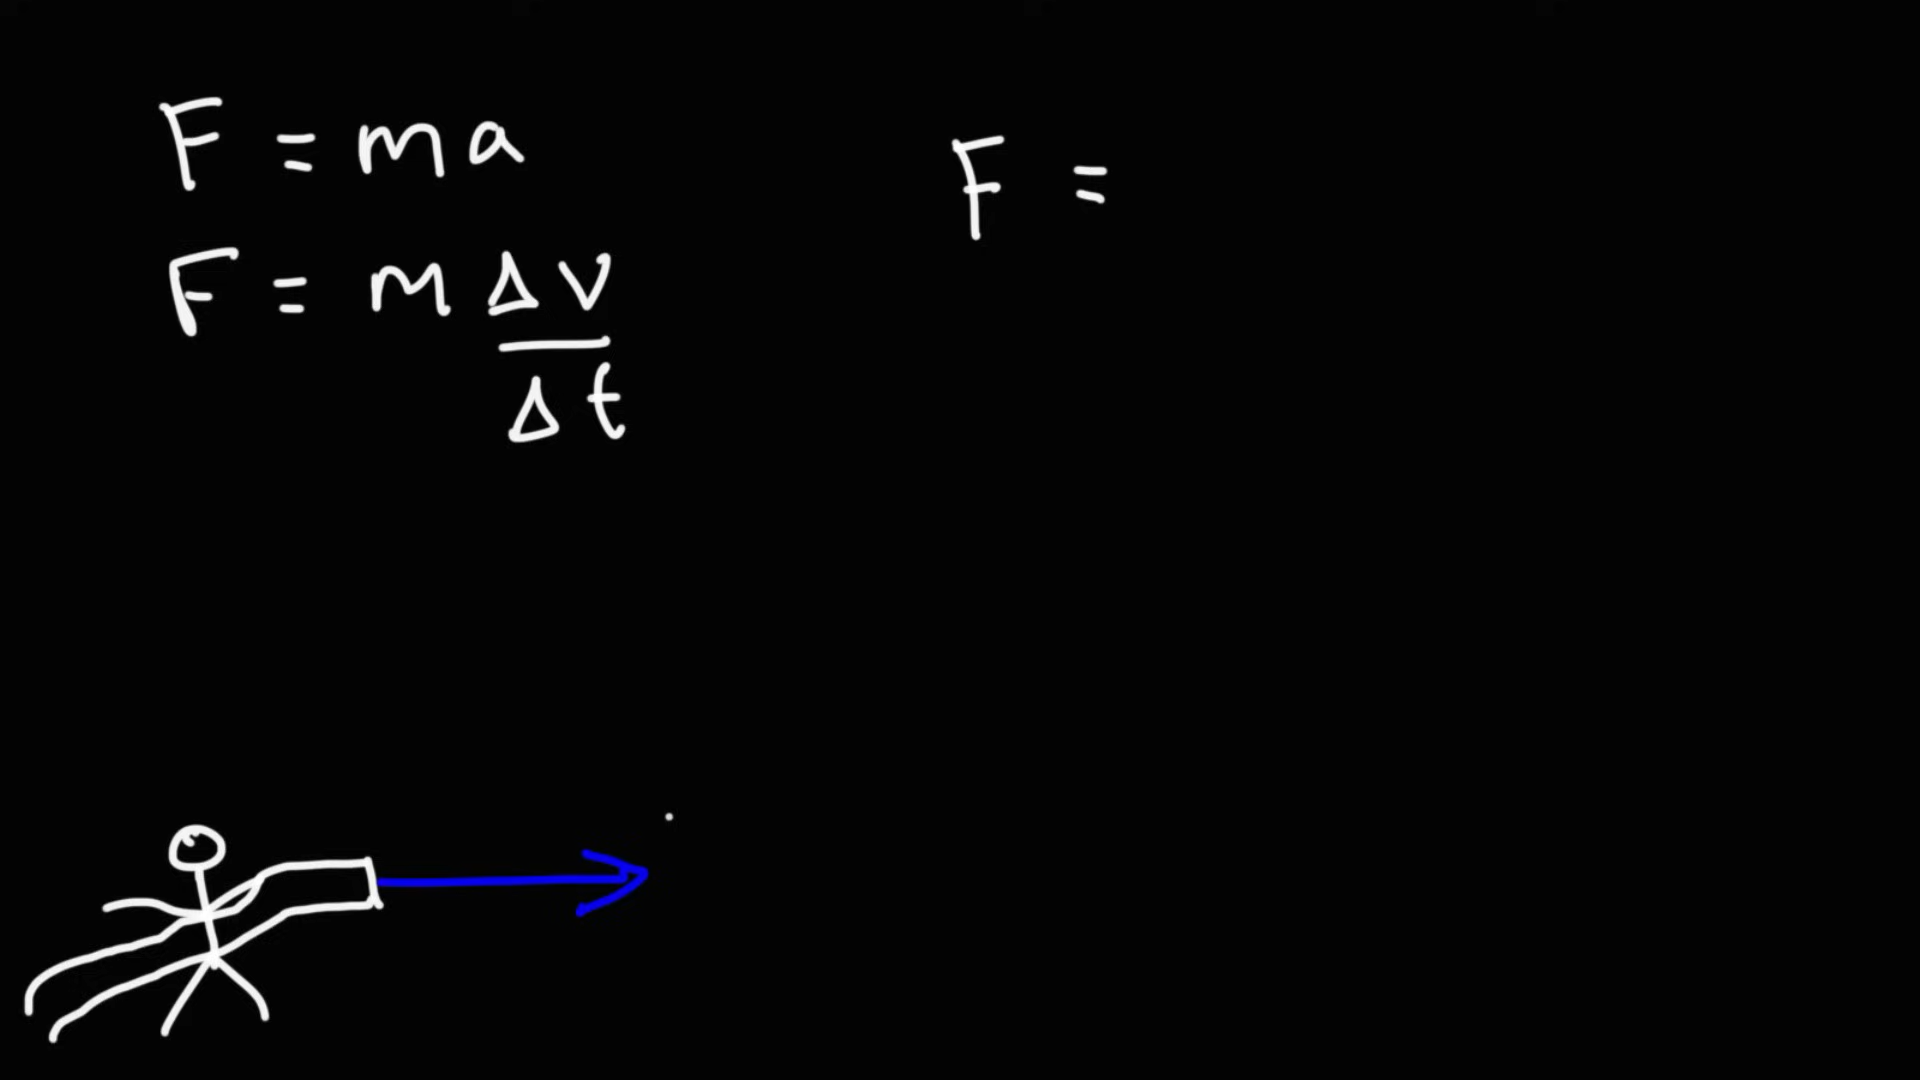 F = ma
F = m Δv/Δt
F =